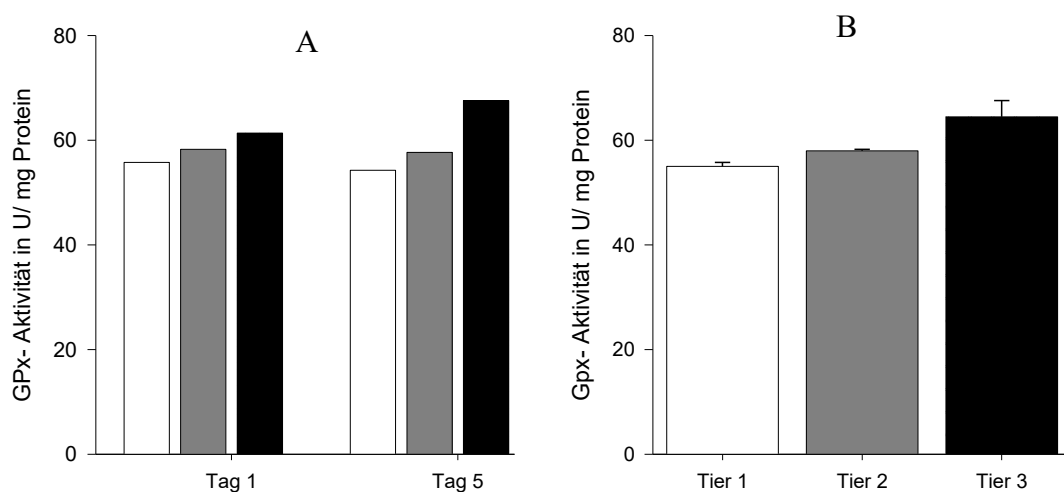 A
GPx- Aktivität in U/ mg Protein
80
60
40
20
0
Tag 1 Tag 5
B
Gpx- Aktivität in U/ mg Protein
80
60
40
20
0
Tier 1 Tier 2 Tier 3